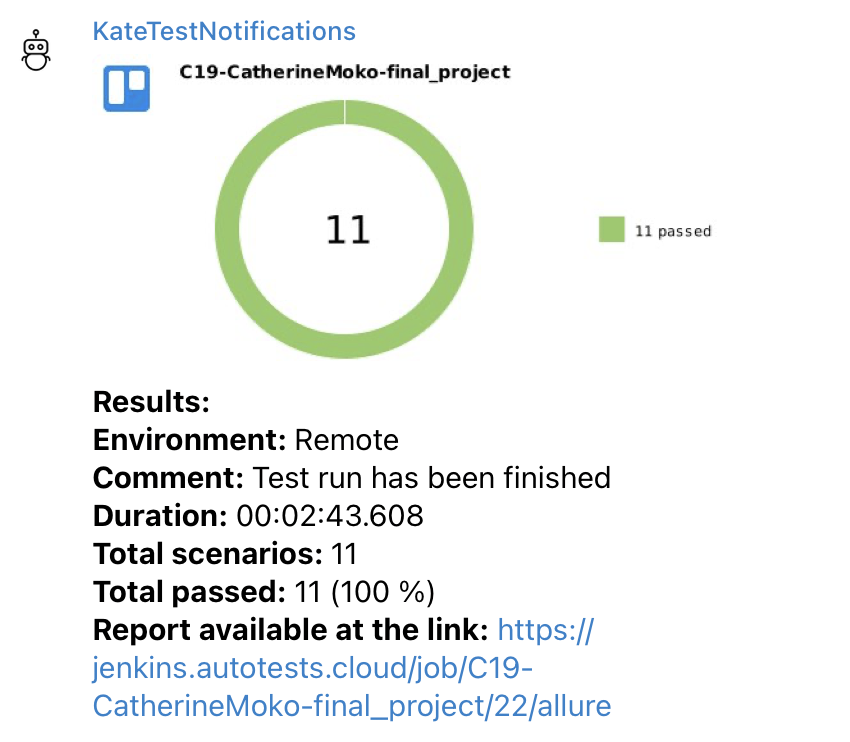 KateTestNotifications
C19-CatherineMoko-final_project
11
11 passed
Results:
Environment: Remote
Comment: Test run has been finished
Duration: 00:02:43.608
Total scenarios: 11
Total passed: 11 (100 %)
Report available at the link: https://
jenkins.autotests.cloud/job/C19-
CatherineMoko-final_project/22/allure